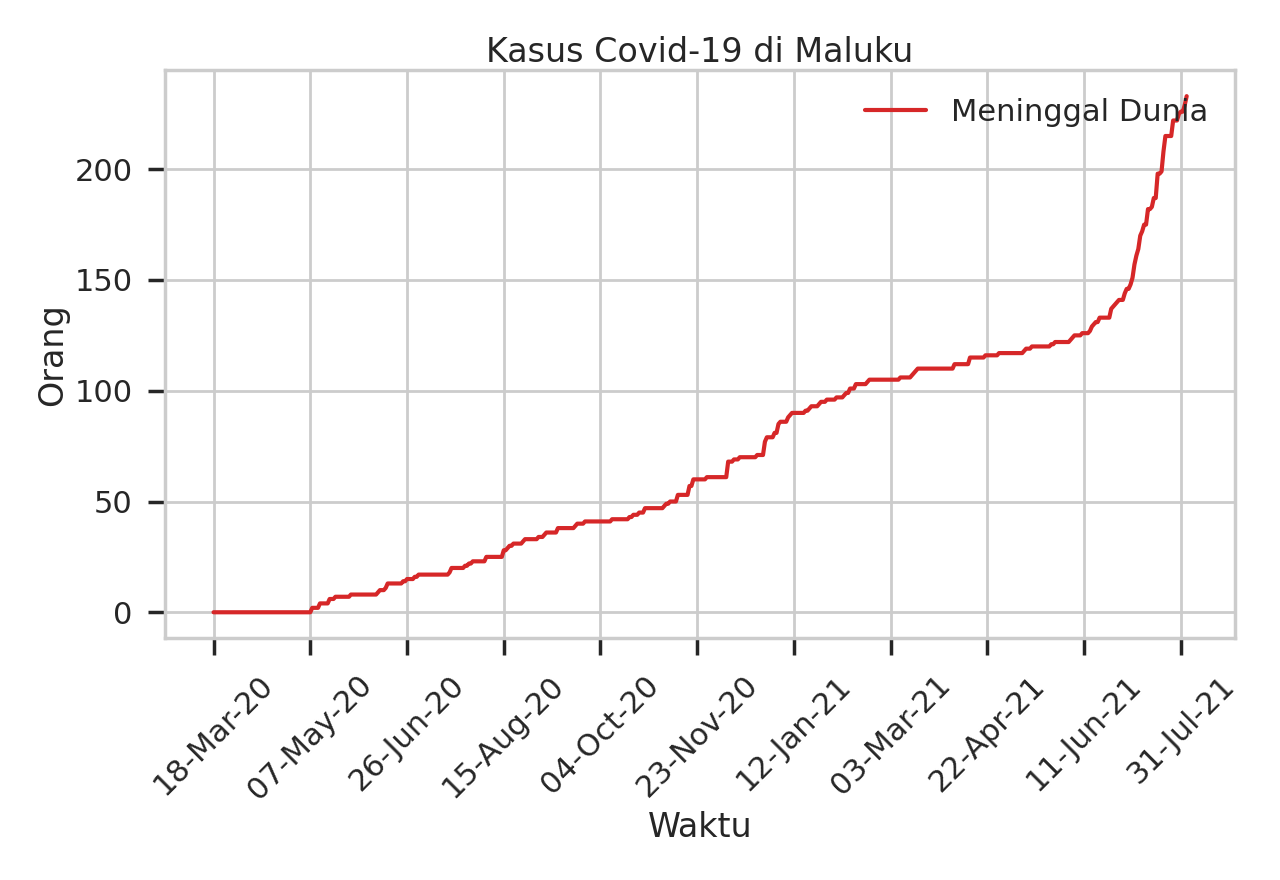 Kasus Covid-19 di Maluku
Meninggal Dunia
Orang
200
150
100
50
0
18-Mar-20
07-May-20
26-Jun-20
15-Aug-20
04-Oct-20
23-Nov-20
12-Jan-21
03-Mar-21
22-Apr-21
11-Jun-21
31-Jul-21
Waktu